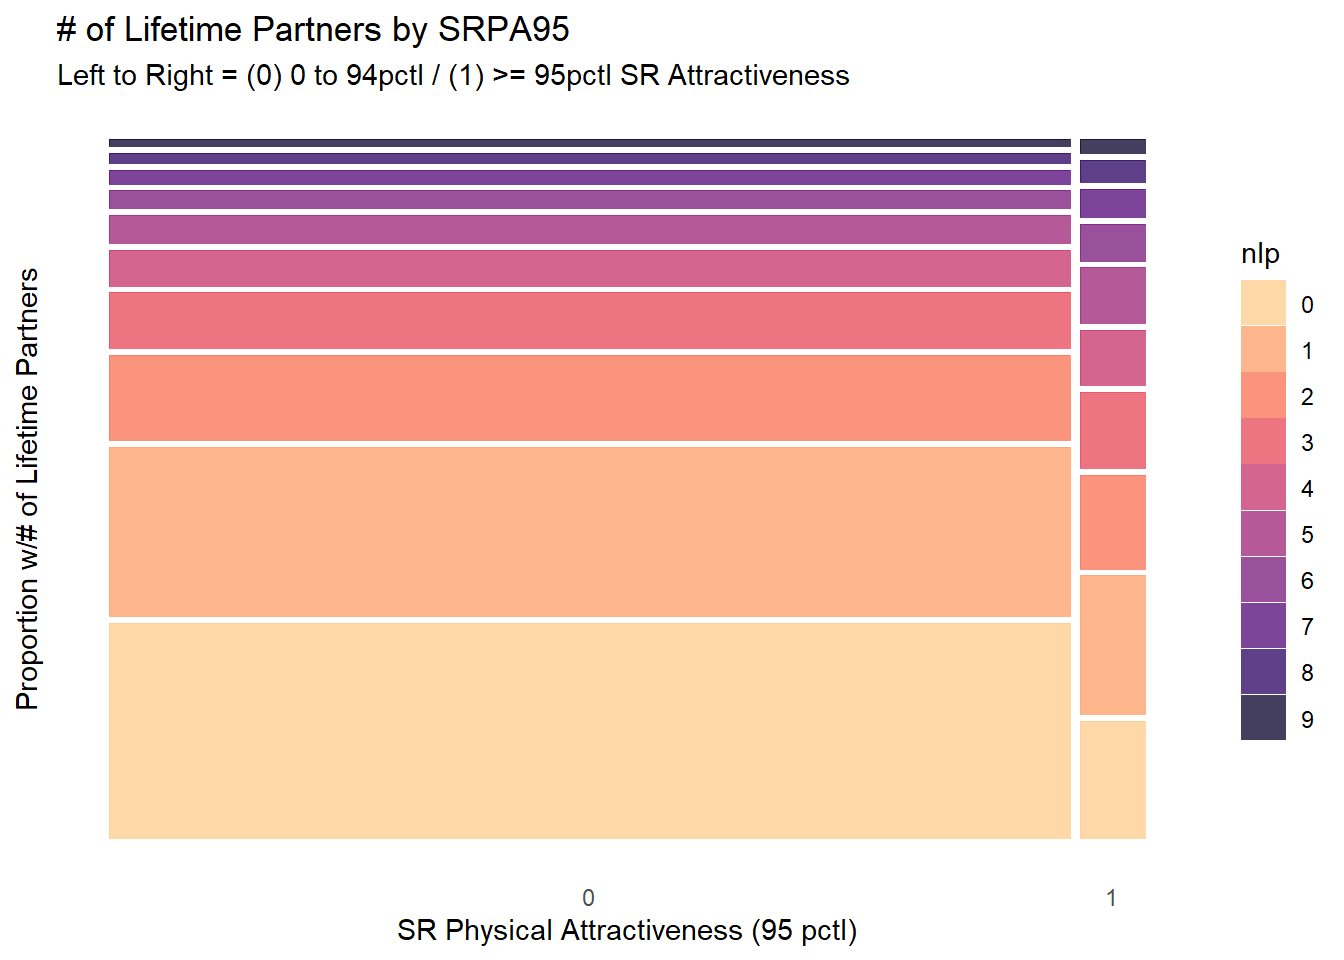 # of Lifetime Partners by SRPA95
Left to Right = (0) 0 to 94pctl / (1) >= 95pctl SR Attractiveness
Proportion w/# of Lifetime Partners
nlp
0
1
2
3
4
5
6
7
8
9
0 1
SR Physical Attractiveness (95 pctl)